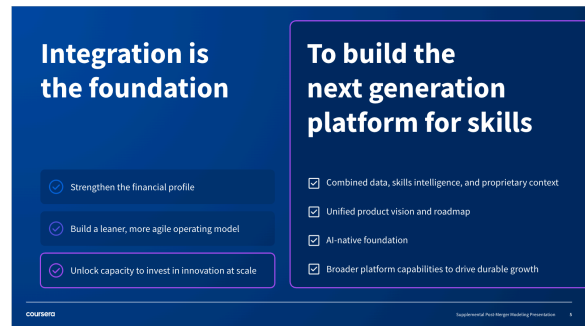 Integration is
the foundation
Strengthen the financial profile
Build a leaner, more agile operating model
Unlock capacity to invest in innovation at scale
To build the
next generation
platform for skills
Combined data, skills intelligence, and proprietary context
Unified product vision and roadmap
AI-native foundation
Broader platform capabilities to drive durable growth
coursera
Supplemental Post-Merger Modeling Presentation
5